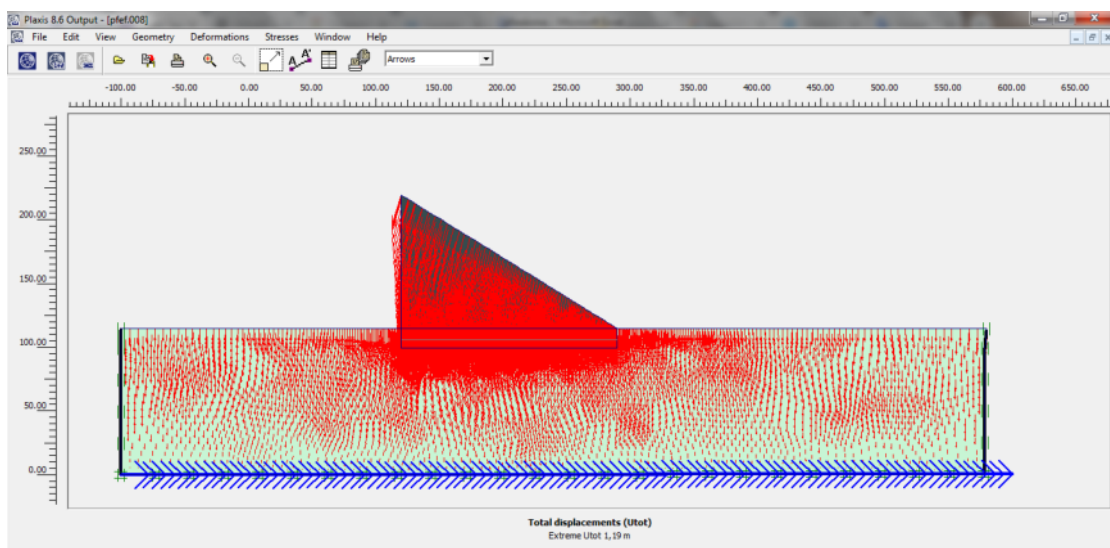 Plaxis 8.6 Output - [pfef.008]
File Edit View Geometry Deformations Stresses Window Help
Arrows
-100.00 -50.00 0.00 50.00 100.00 150.00 200.00 250.00 300.00 350.00 400.00 450.00 500.00 550.00 600.00 650.00
250.00
200.00
150.00
100.00
50.00
0.00
Total displacements (Utot)
Extreme Utot 1,19 m